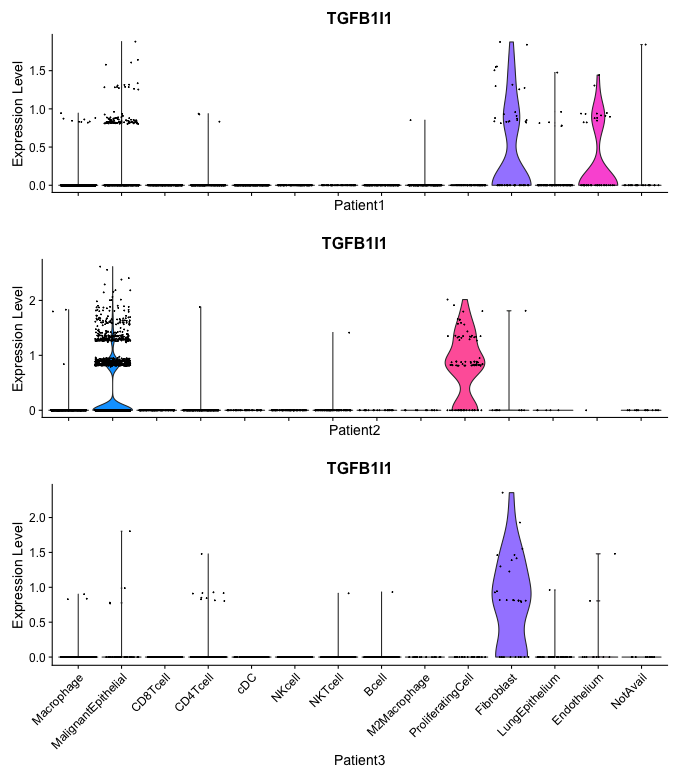 TGFB1I1
Expression Level
1.5
1.0
0.5
0.0
Patient1
TGFB1I1
Expression Level
2
1
0
Patient2
TGFB1I1
Expression Level
2.0
1.5
1.0
0.5
0.0
Macrophage
MalignantEpithelial
CD8Tcell
CD4Tcell
cDC
NKcell
NKTcell
Bcell
M2Macrophage
ProliferatingCell
Fibroblast
LungEpithelium
Endothelium
NotAvail
Patient3